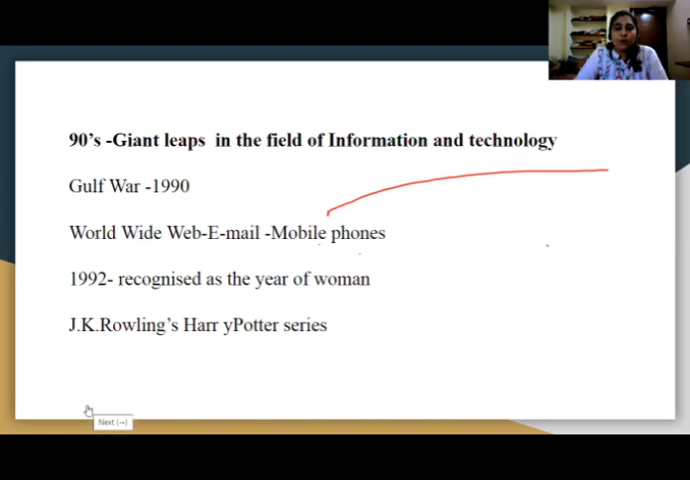 90's -Giant leaps in the field of Information and technology
Gulf War -1990
World Wide Web-E-mail -Mobile phones
1992- recognised as the year of woman
J.K.Rowling's Harr yPotter series
Next (→)